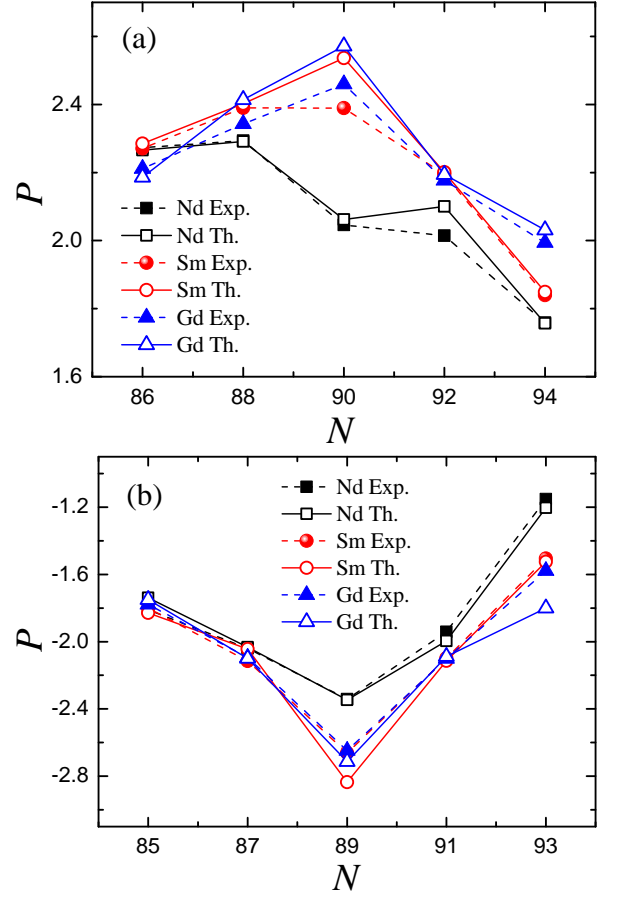 (a)
2.4
2.0
1.6
P
Nd Exp.
Nd Th.
Sm Exp.
Sm Th.
Gd Exp.
Gd Th.
86 88 90 92 94
N
(b)
-1.2
-1.6
-2.0
-2.4
-2.8
P
Nd Exp.
Nd Th.
Sm Exp.
Sm Th.
Gd Exp.
Gd Th.
85 87 89 91 93
N